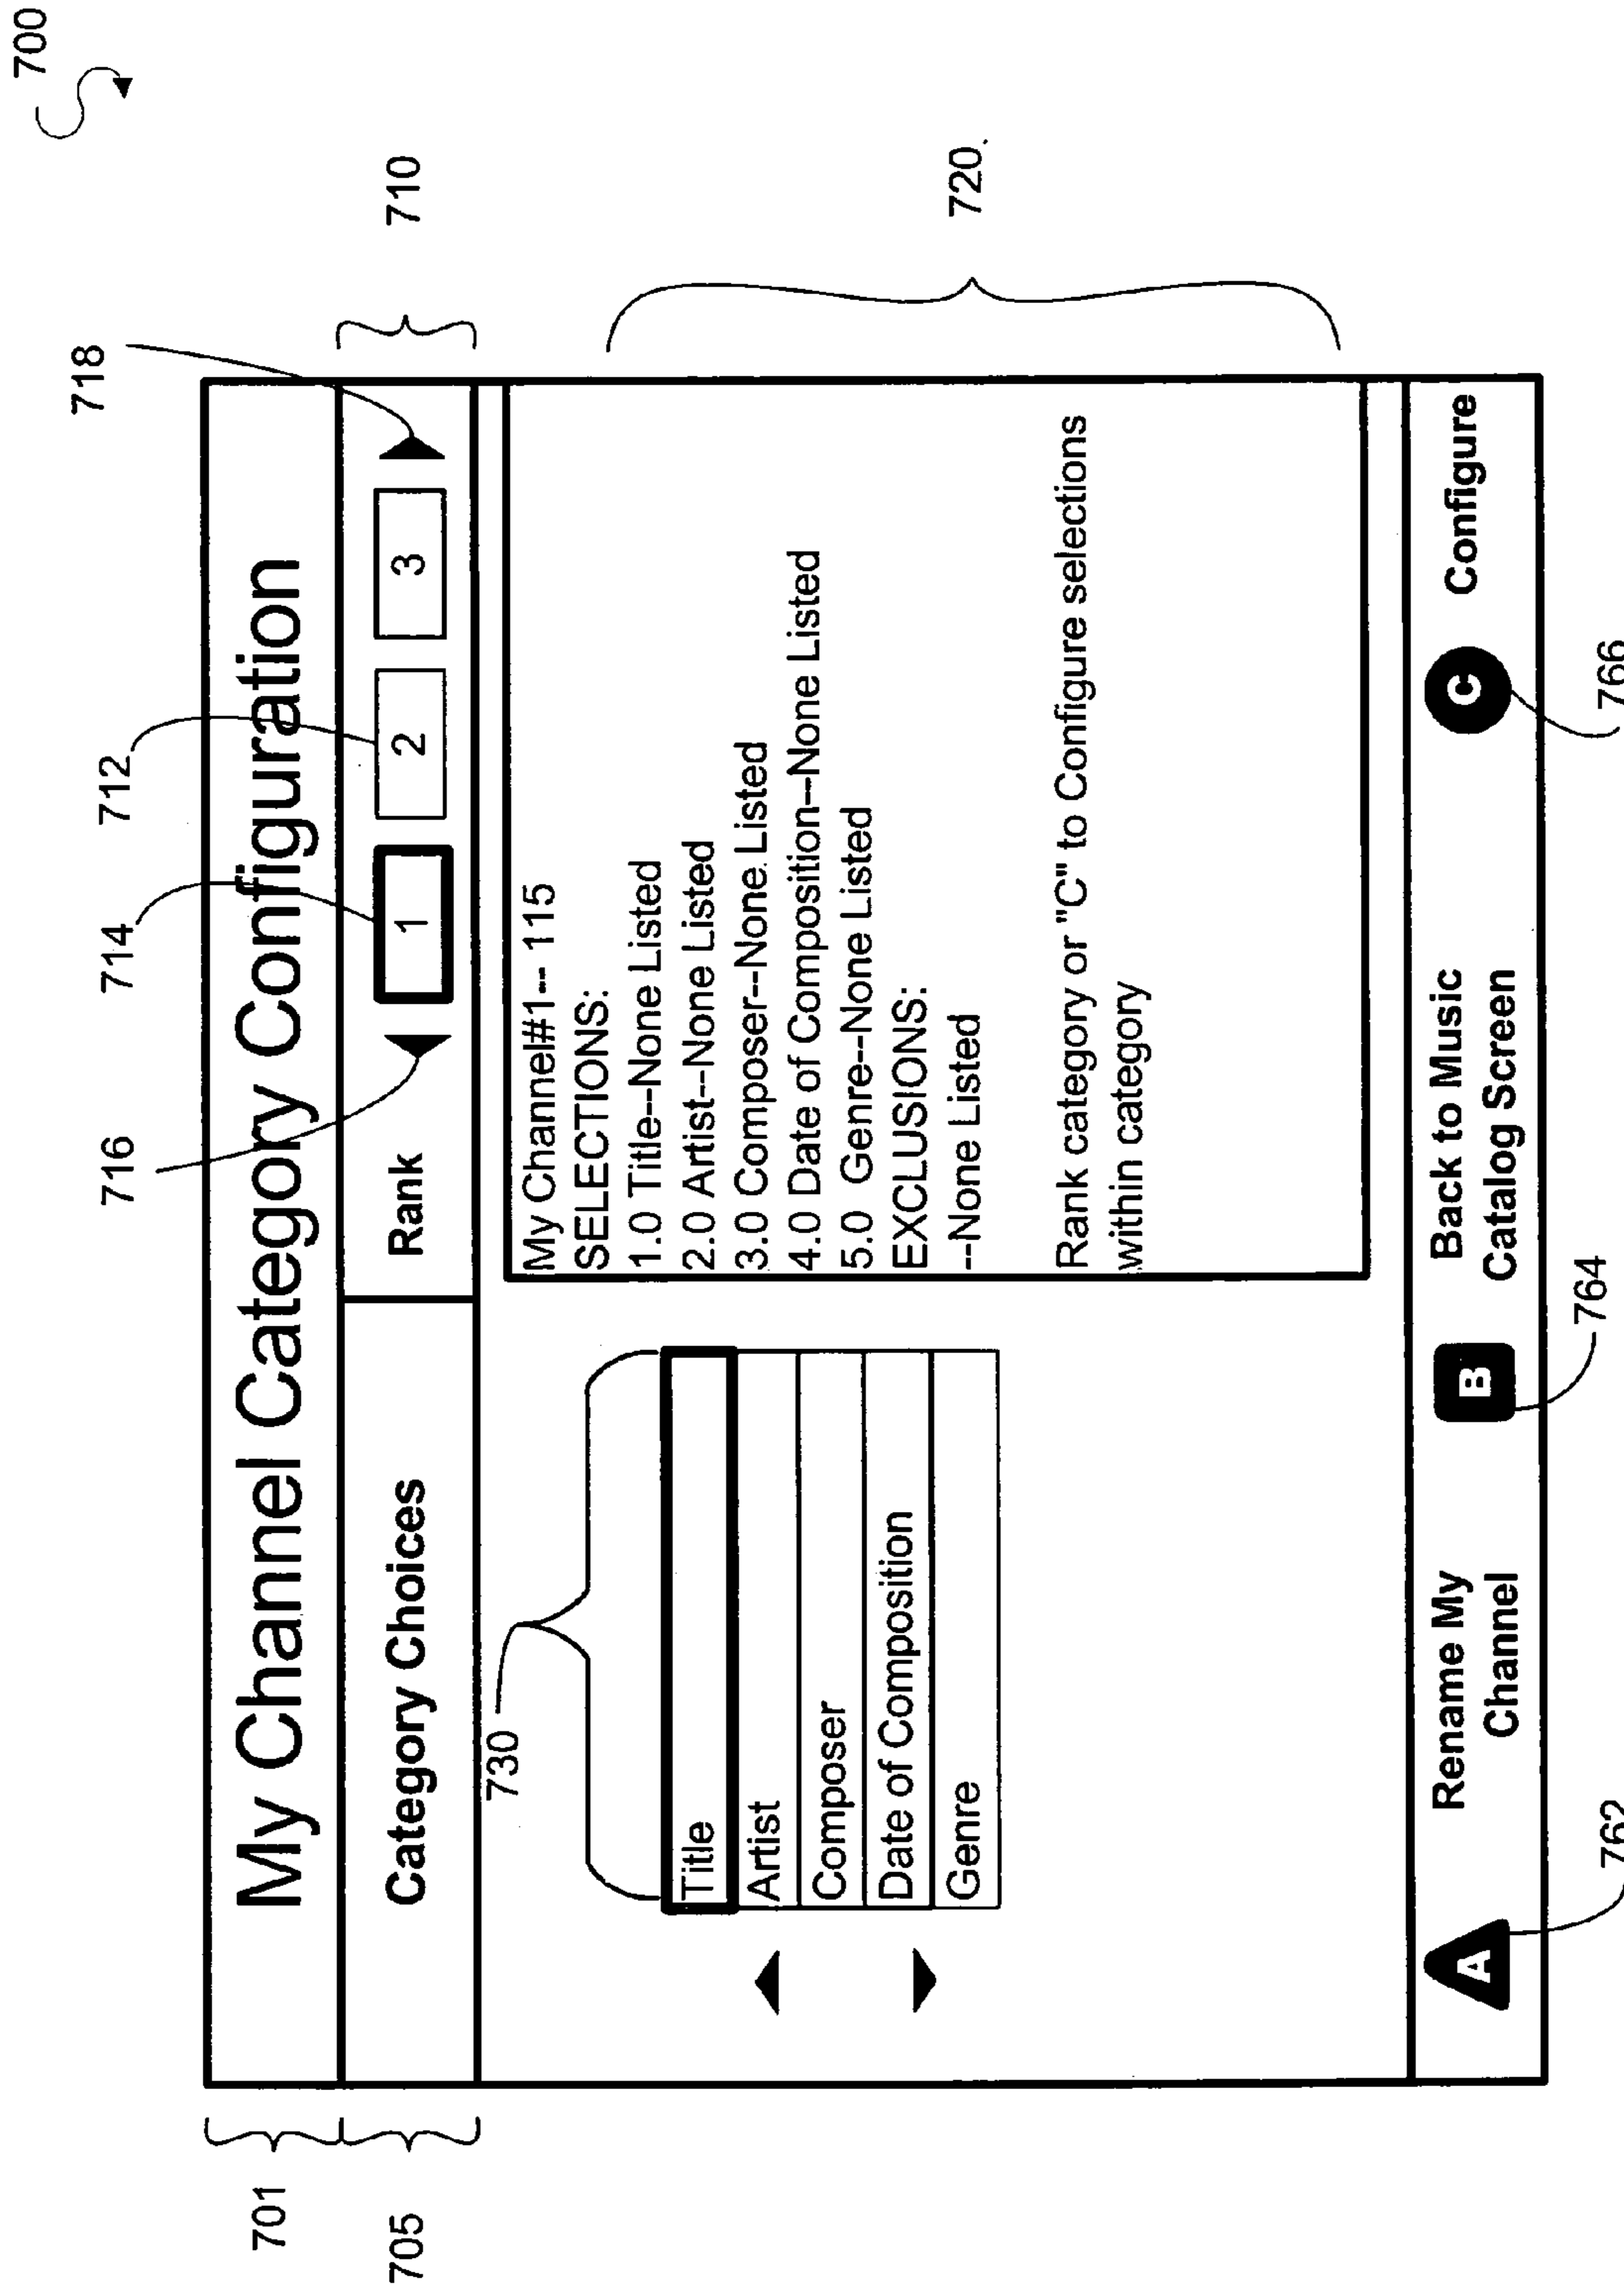 700
My Channel Category Configuration
701
Category Choices
Rank
1
2
3
705
710
716
714
712
718
730
Title
Artist
Composer
Date of Composition
Genre
My Channel#1-- 115
SELECTIONS:
1.0 Title--None Listed
2.0 Artist--None Listed
3.0 Composer--None Listed
4.0 Date of Composition--None Listed
5.0 Genre--None Listed
EXCLUSIONS:
--None Listed
Rank category or "C" to Configure selections
within category
720
A
Rename My
Channel
B
Back to Music
Catalog Screen
C
Configure
762
764
766